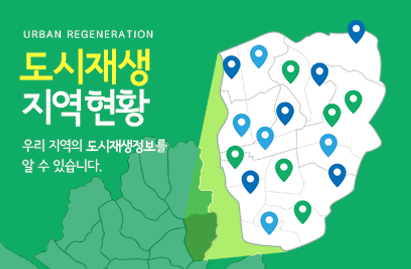 URBAN REGENERATION
도시재생
지역현황
우리 지역의 도시재생정보를
알 수 있습니다.